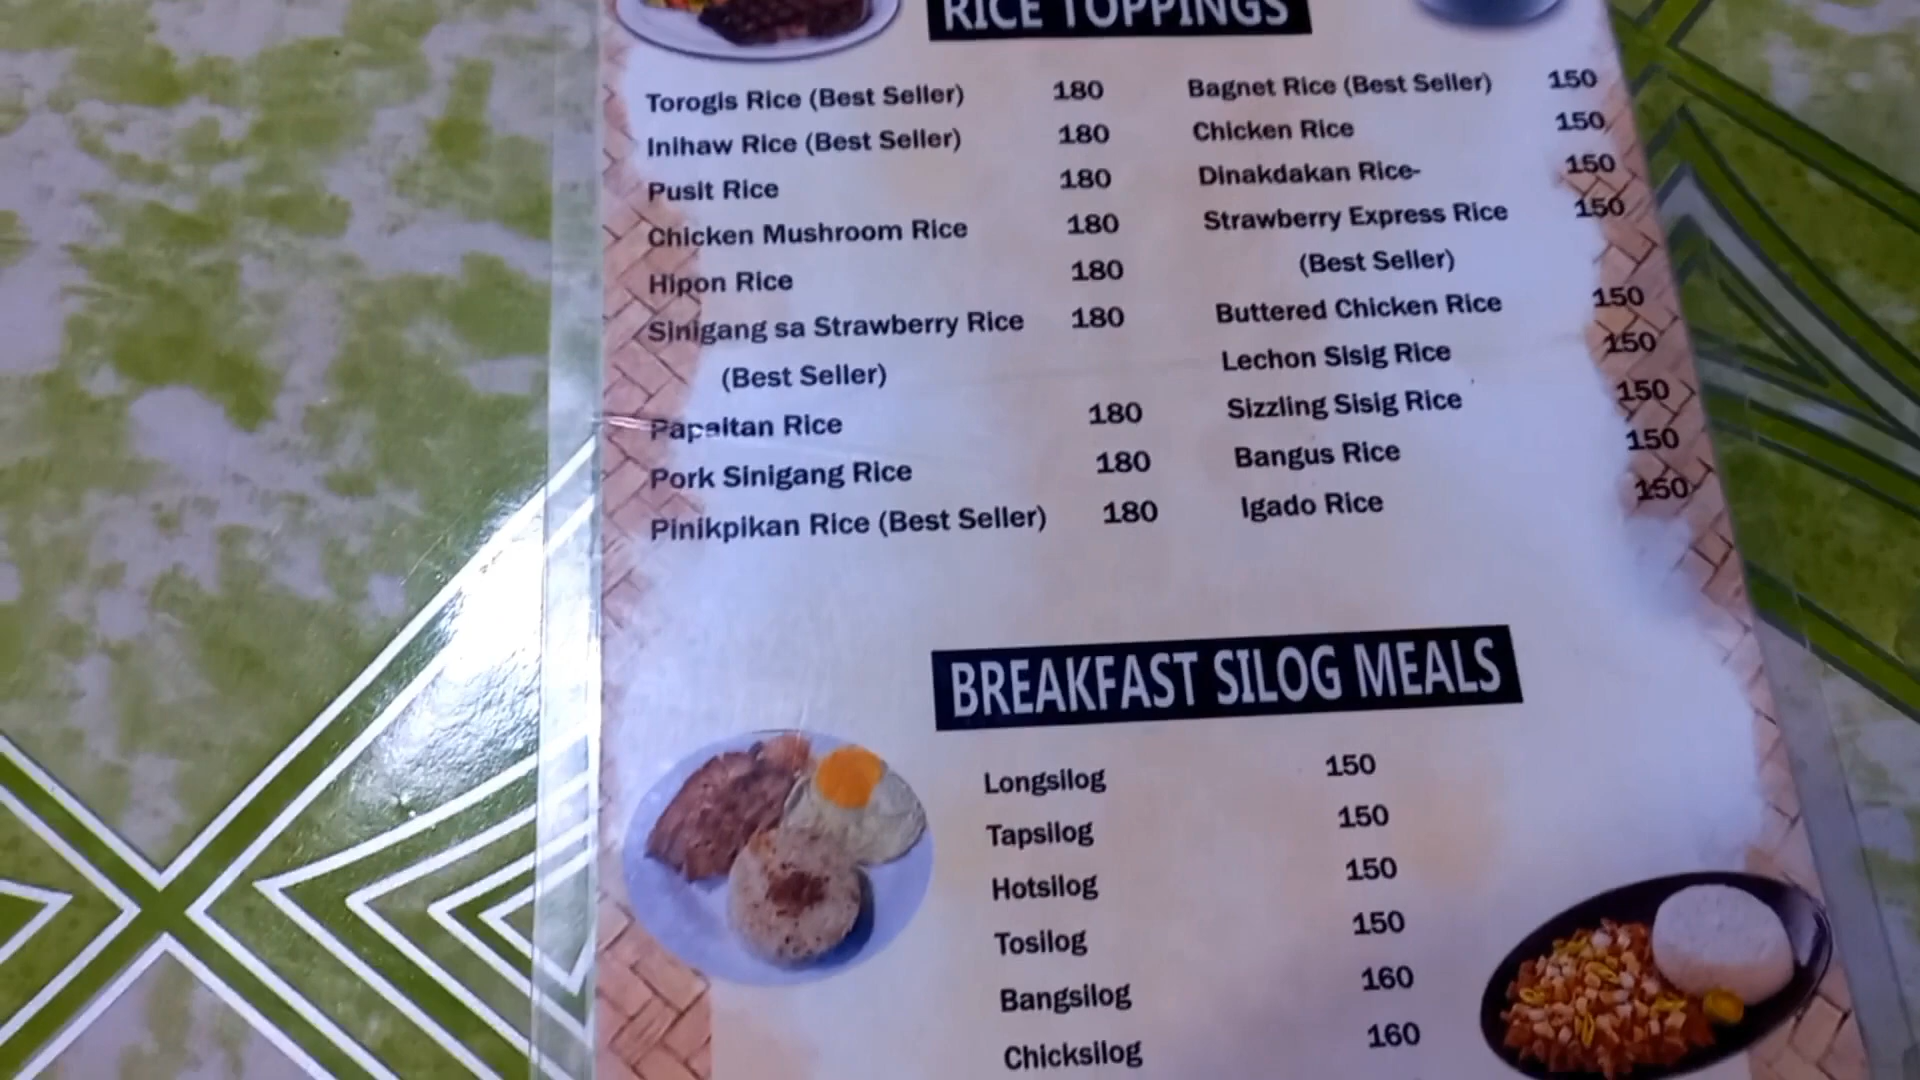 RICE TOPPINGS
Torogis Rice (Best Seller) 180
Inihaw Rice (Best Seller) 180
Pusit Rice 180
Chicken Mushroom Rice 180
Hipon Rice 180
Sinigang sa Strawberry Rice 180
(Best Seller)
Papaitan Rice 180
Pork Sinigang Rice 180
Pinikpikan Rice (Best Seller) 180
Bagnet Rice (Best Seller) 150
Chicken Rice 150
Dinakdakan Rice- 150
Strawberry Express Rice 150
(Best Seller)
Buttered Chicken Rice 150
Lechon Sisig Rice 150
Sizzling Sisig Rice 150
Bangus Rice 150
Igado Rice 150
BREAKFAST SILOG MEALS
Longsilog 150
Tapsilog 150
Hotsilog 150
Tosilog 150
Bangsilog 160
Chicksilog 160